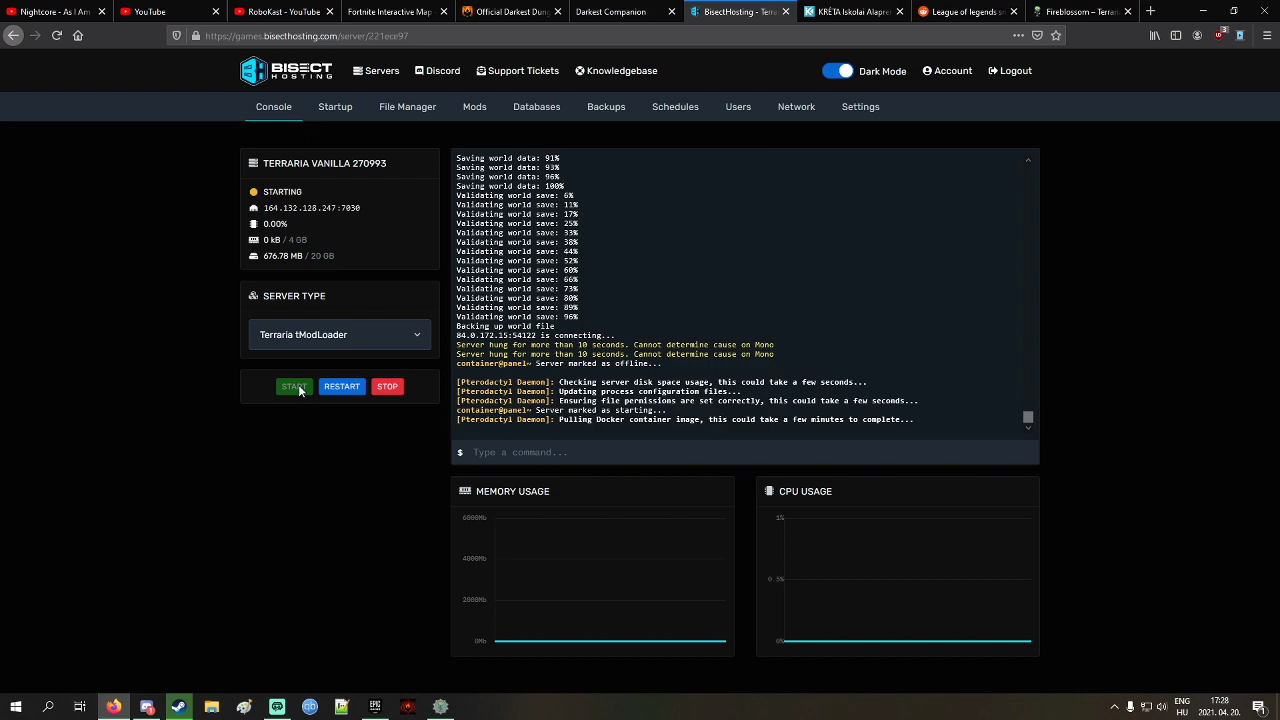 Nightcore - As I Am
YouTube
RoboKast - YouTube
Fortnite Interactive Map
Official Darkest Dung
Darkest Companion
BisectHosting - Terra
KRÉTA Iskolai Alapre
League of legends sn
Fireblossom – Terrari
https://games.bisecthosting.com/server/221ece97
3
BISECT HOSTING
Servers
Discord
Support Tickets
Knowledgebase
Dark Mode
Account
Logout
Console
Startup
File Manager
Mods
Databases
Backups
Schedules
Users
Network
Settings
TERRARIA VANILLA 270993
STARTING
164.132.128.247:7030
0.00%
0 kB / 4 GB
676.78 MB / 20 GB
SERVER TYPE
Terraria tModLoader
START
RESTART
STOP
Saving world data: 91%
Saving world data: 93%
Saving world data: 96%
Saving world data: 100%
Validating world save: 6%
Validating world save: 11%
Validating world save: 17%
Validating world save: 25%
Validating world save: 33%
Validating world save: 38%
Validating world save: 44%
Validating world save: 52%
Validating world save: 60%
Validating world save: 66%
Validating world save: 73%
Validating world save: 80%
Validating world save: 89%
Validating world save: 96%
Backing up world file
84.0.172.15:54122 is connecting...
Server hung for more than 10 seconds. Cannot determine cause on Mono
Server hung for more than 10 seconds. Cannot determine cause on Mono
container@panel~ Server marked as offline...
[Pterodactyl Daemon]: Checking server disk space usage, this could take a few seconds...
[Pterodactyl Daemon]: Updating process configuration files...
[Pterodactyl Daemon]: Ensuring file permissions are set correctly, this could take a few seconds...
container@panel~ Server marked as starting...
[Pterodactyl Daemon]: Pulling Docker container image, this could take a few minutes to complete...
$ Type a command...
MEMORY USAGE
6000Mb
4000Mb
2000Mb
0Mb
CPU USAGE
1%
0.5%
0%
ENG
HU
17:28
2021. 04. 20.